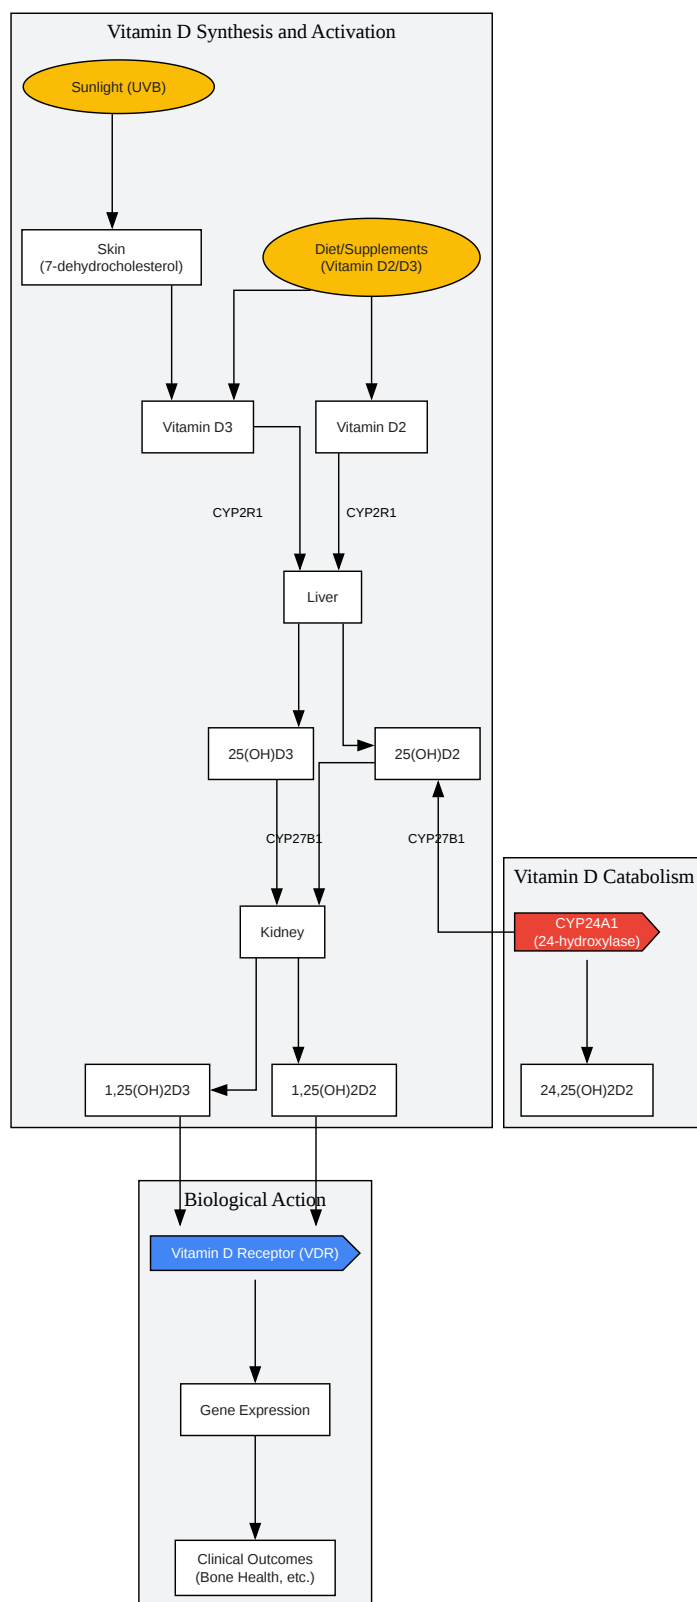 Vitamin D Synthesis and Activation
Sunlight (UVB)
Skin
(7-dehydrocholesterol)
Diet/Supplements
(Vitamin D2/D3)
Vitamin D3
Vitamin D2
CYP2R1
CYP2R1
Liver
25(OH)D3
25(OH)D2
CYP27B1
CYP27B1
Vitamin D Catabolism
CYP24A1
(24-hydroxylase)
Kidney
1,25(OH)2D3
1,25(OH)2D2
24,25(OH)2D2
Biological Action
Vitamin D Receptor (VDR)
Gene Expression
Clinical Outcomes
(Bone Health, etc.)